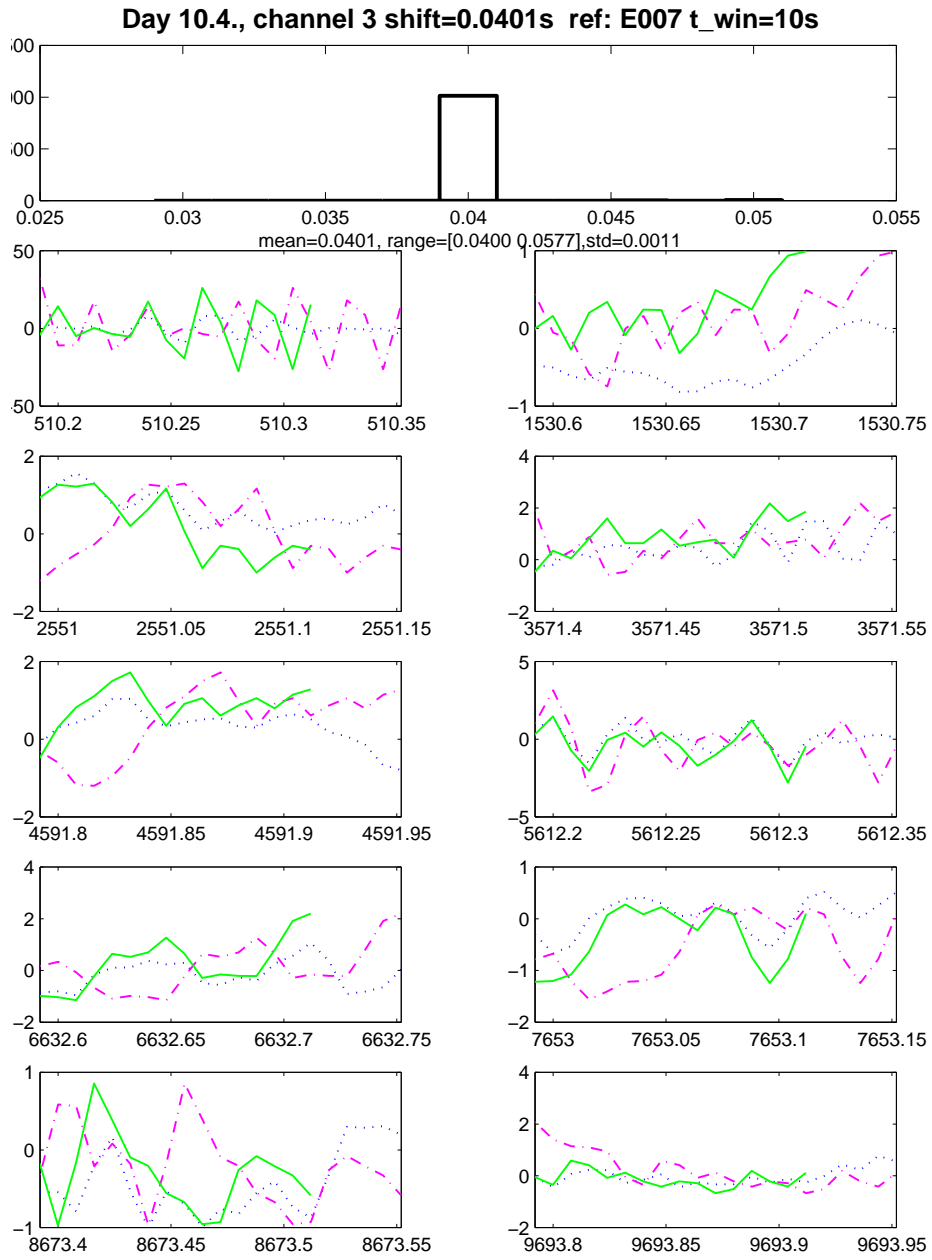 Day 10.4., channel 3 shift=0.0401s ref: E007 t_win=10s
0
0.025 0.03 0.035 0.04 0.045 0.05 0.055
mean=0.0401, range=[0.0400 0.0577],std=0.0011
50
0
510.2 510.25 510.3 510.35
−1
1530.6 1530.65 1530.7 1530.75
2
0
−2
2551 2551.05 2551.1 2551.15
4
2
0
−2
3571.4 3571.45 3571.5 3571.55
2
0
−2
4591.8 4591.85 4591.9 4591.95
5
0
−5
5612.2 5612.25 5612.3 5612.35
4
2
0
−2
6632.6 6632.65 6632.7 6632.75
1
0
−1
−2
7653 7653.05 7653.1 7653.15
1
0
−1
8673.4 8673.45 8673.5 8673.55
4
2
0
−2
9693.8 9693.85 9693.9 9693.95